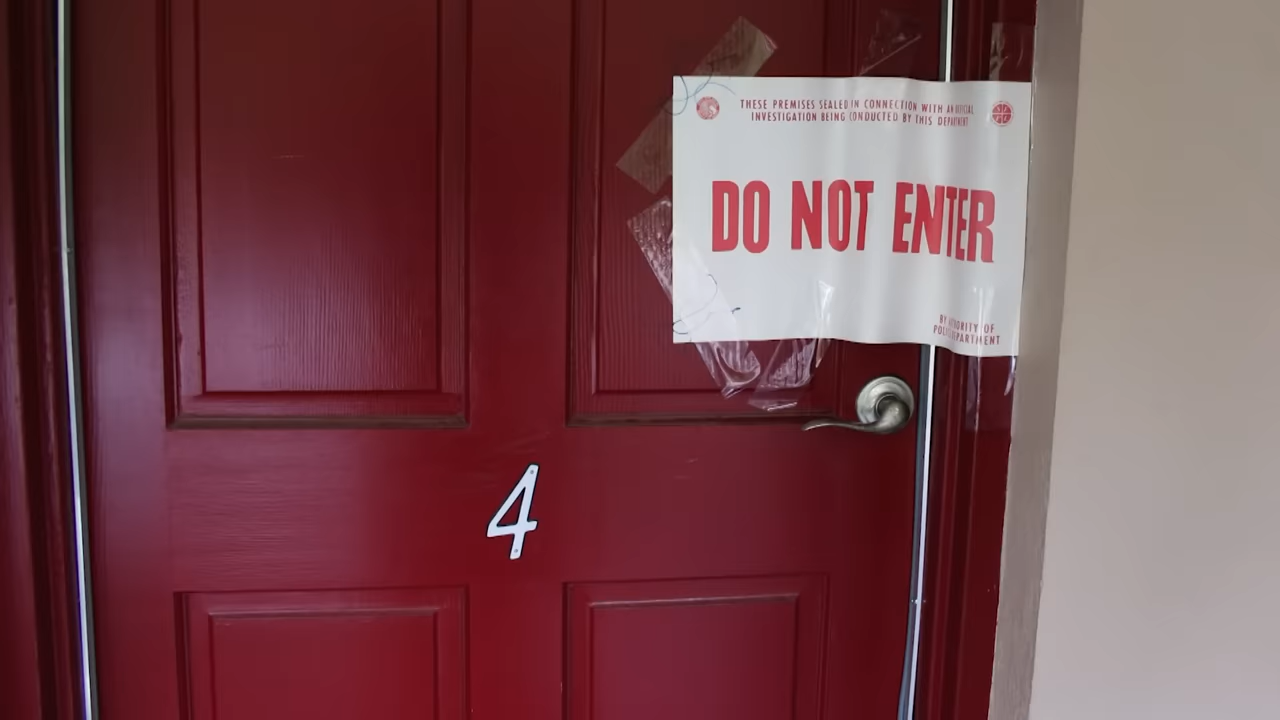 THESE PREMISES SEALED IN CONNECTION WITH AN OFFICIAL
INVESTIGATION BEING CONDUCTED BY THIS DEPARTMENT
DO NOT ENTER
BY AUTHORITY OF
POLICE DEPARTMENT
4